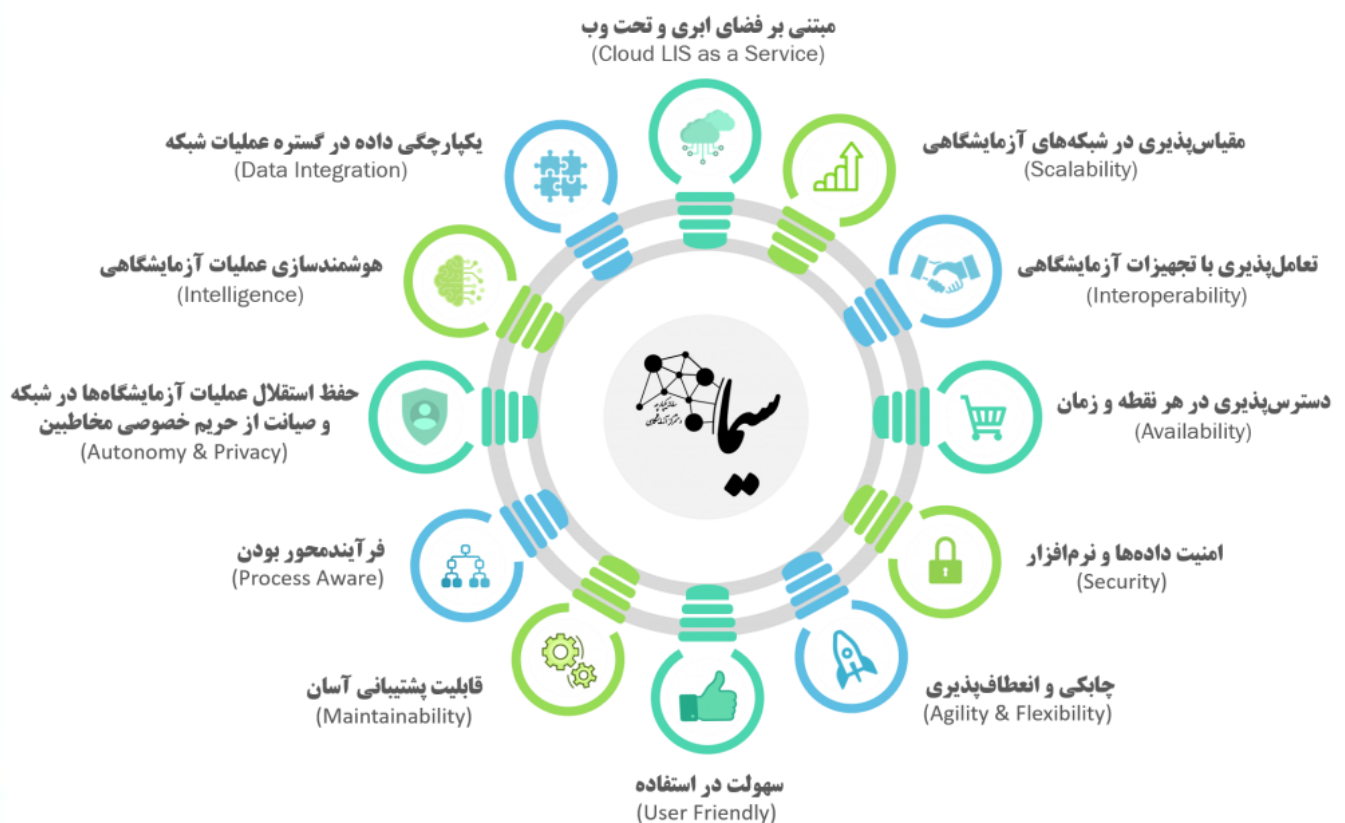 مبتنی بر فضای ابری و تحت وب
(Cloud LIS as a Service)
مقیاس‌پذیری در شبکه‌های آزمایشگاهی
(Scalability)
تعامل‌پذیری با تجهیزات آزمایشگاهی
(Interoperability)
دسترس‌پذیری در هر نقطه و زمان
(Availability)
امنیت داده‌ها و نرم‌افزار
(Security)
چابکی و انعطاف‌پذیری
(Agility & Flexibility)
سهولت در استفاده
(User Friendly)
قابلیت پشتیبانی آسان
(Maintainability)
فرآیندمحور بودن
(Process Aware)
حفظ استقلال عملیات آزمایشگاه‌ها در شبکه
و صیانت از حریم خصوصی مخاطبین
(Autonomy & Privacy)
هوشمندسازی عملیات آزمایشگاهی
(Intelligence)
یکپارچگی داده در گستره عملیات شبکه
(Data Integration)
سیما